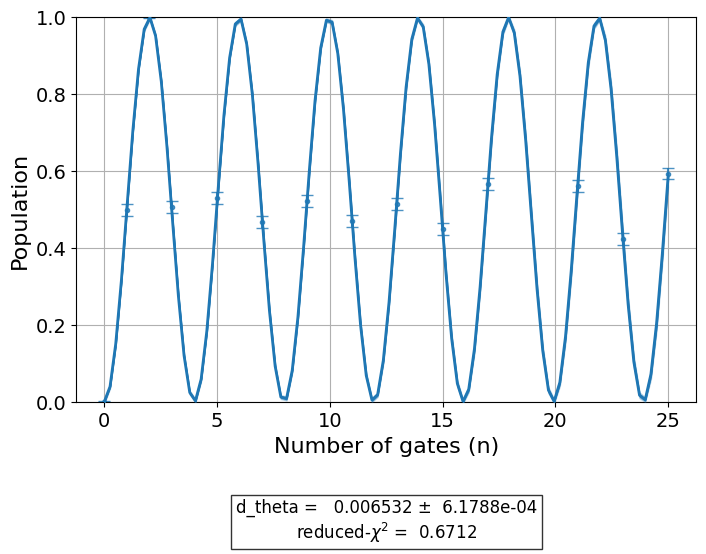 1.0
0.8
0.6
0.4
0.2
0.0
Population
0 5 10 15 20 25
Number of gates (n)
d_theta = 0.006532 ± 6.1788e-04
reduced-χ² = 0.6712